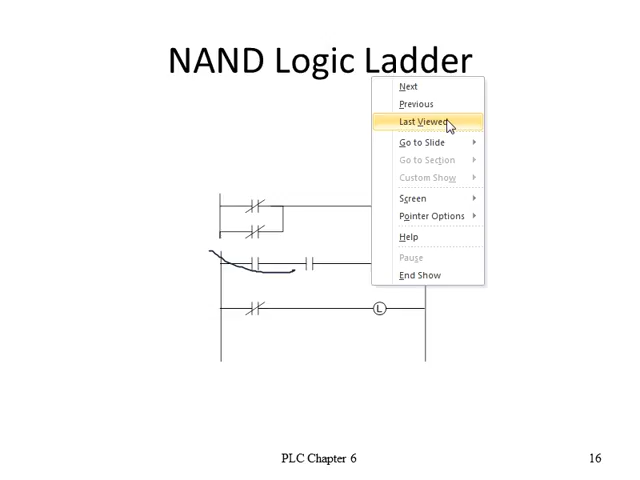 NAND Logic Ladder
Next
Previous
Last Viewed
Go to Slide
Go to Section
Custom Show
Screen
Pointer Options
Help
Pause
End Show
L
PLC Chapter 6
16